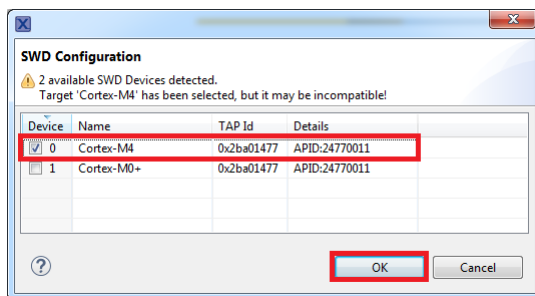 SWD Configuration
2 available SWD Devices detected.
Target 'Cortex-M4' has been selected, but it may be incompatible!
Device Name TAP Id Details
0 Cortex-M4 0x2ba01477 APID:24770011
1 Cortex-M0+ 0x2ba01477 APID:24770011
? OK Cancel